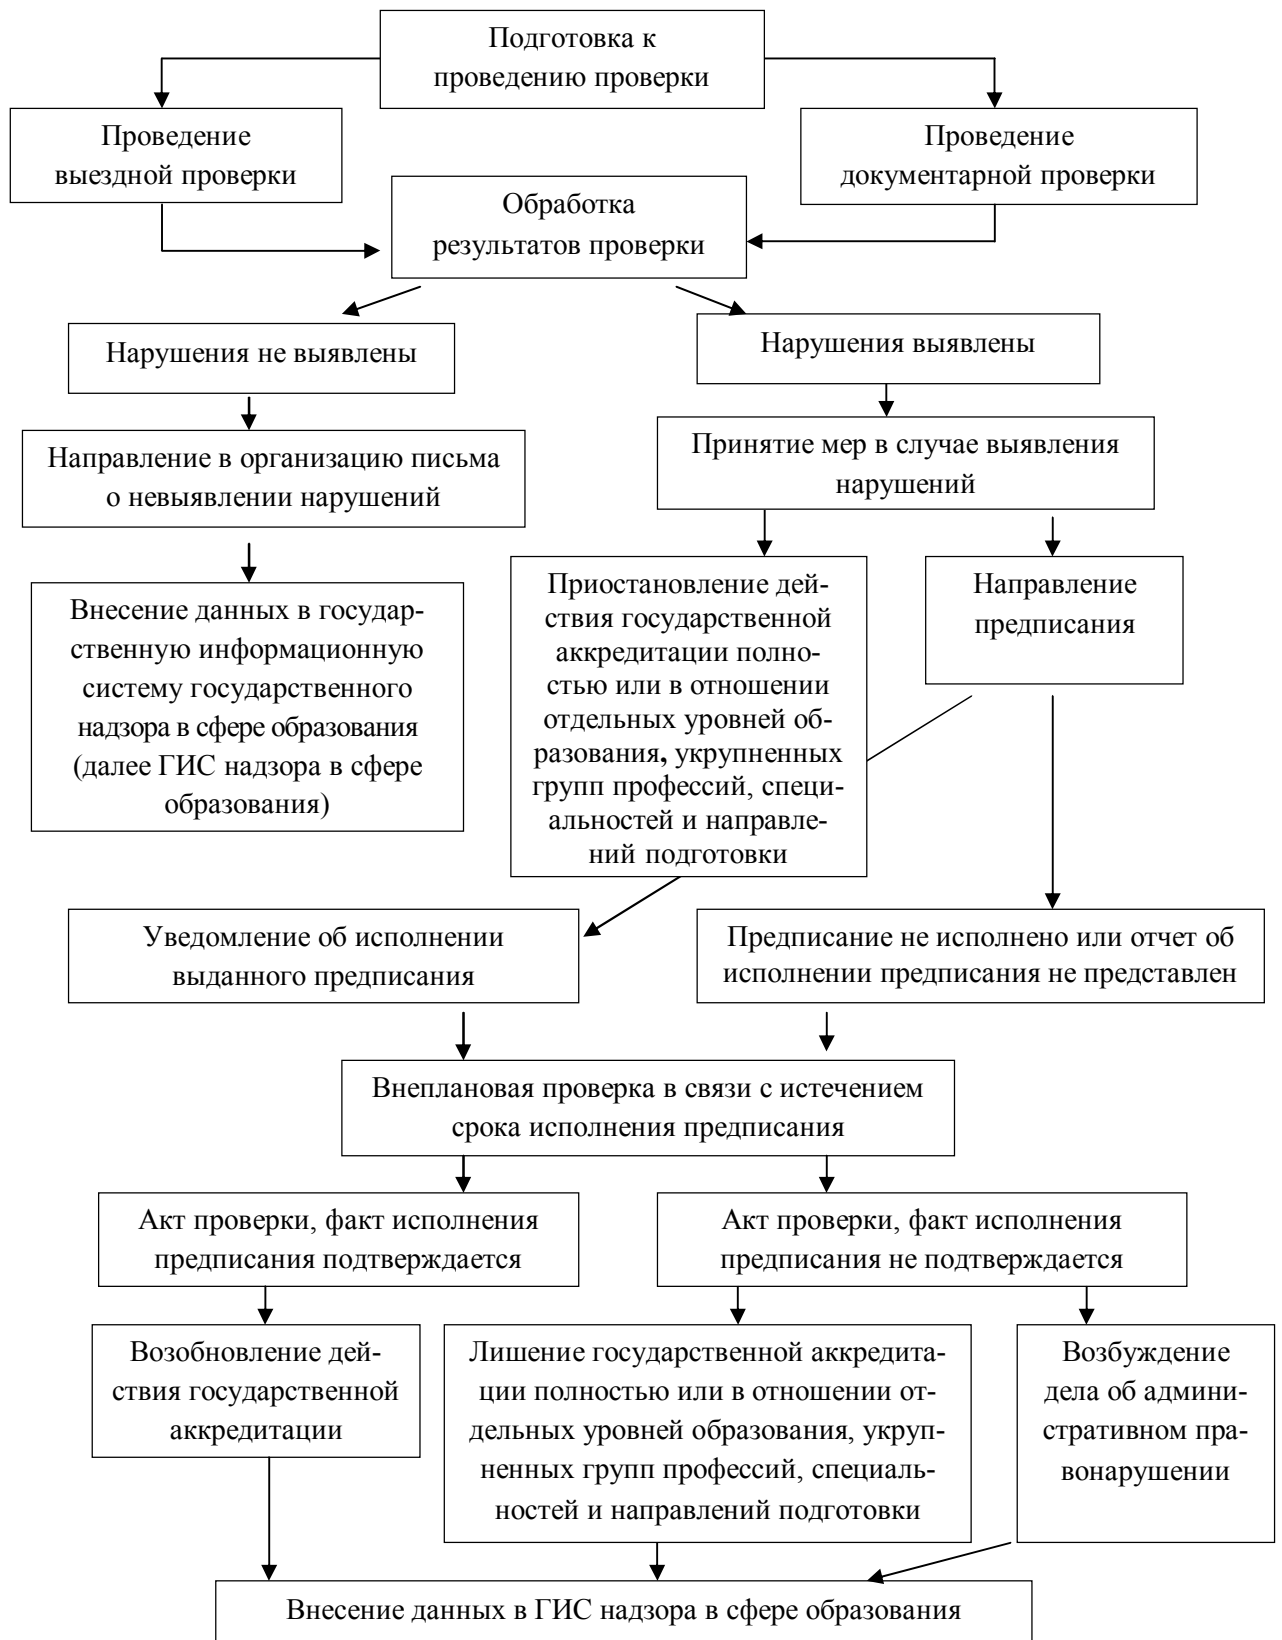 Подготовка к
проведению проверки
Проведение
выездной проверки
Проведение
документарной проверки
Обработка
результатов проверки
Нарушения не выявлены
Нарушения выявлены
Направление в организацию письма
о невыявлении нарушений
Принятие мер в случае выявления
нарушений
Внесение данных в государ-
ственную информационную
систему государственного
надзора в сфере образования
(далее ГИС надзора в сфере
образования)
Приостановление дей-
ствия государственной
аккредитации полно-
стью или в отношении
отдельных уровней об-
разования, укрупненных
групп профессий, специ-
альностей и направле-
ний подготовки
Направление
предписания
Уведомление об исполнении
выданного предписания
Предписание не исполнено или отчет об
исполнении предписания не представлен
Внеплановая проверка в связи с истечением
срока исполнения предписания
Акт проверки, факт исполнения
предписания подтверждается
Акт проверки, факт исполнения
предписания не подтверждается
Возобновление дей-
ствия государственной
аккредитации
Лишение государственной аккредита-
ции полностью или в отношении от-
дельных уровней образования, укруп-
ненных групп профессий, специаль-
ностей и направлений подготовки
Возбуждение
дела об админи-
стративном пра-
вонарушении
Внесение данных в ГИС надзора в сфере образования